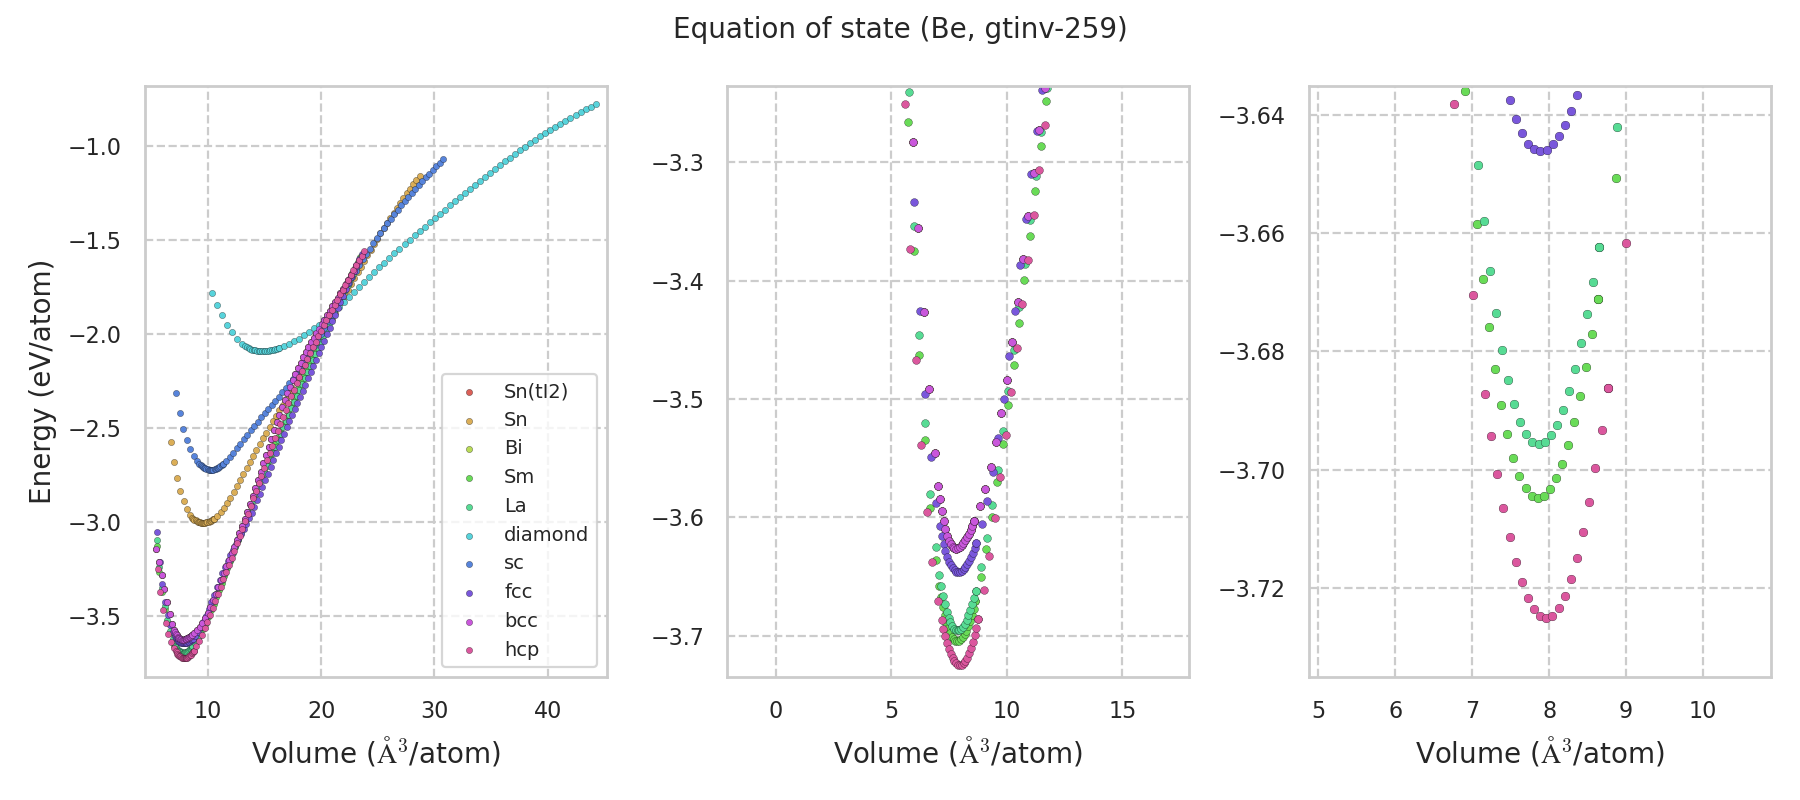 Equation of state (Be, gtinv-259)
Energy (eV/atom)
−1.0
−1.5
−2.0
−2.5
−3.0
−3.5
10
20
30
40
Volume (Å³/atom)
Sn(tI2)
Sn
Bi
Sm
La
diamond
sc
fcc
bcc
hcp
−3.3
−3.4
−3.5
−3.6
−3.7
0
5
10
15
Volume (Å³/atom)
−3.64
−3.66
−3.68
−3.70
−3.72
5
6
7
8
9
10
Volume (Å³/atom)